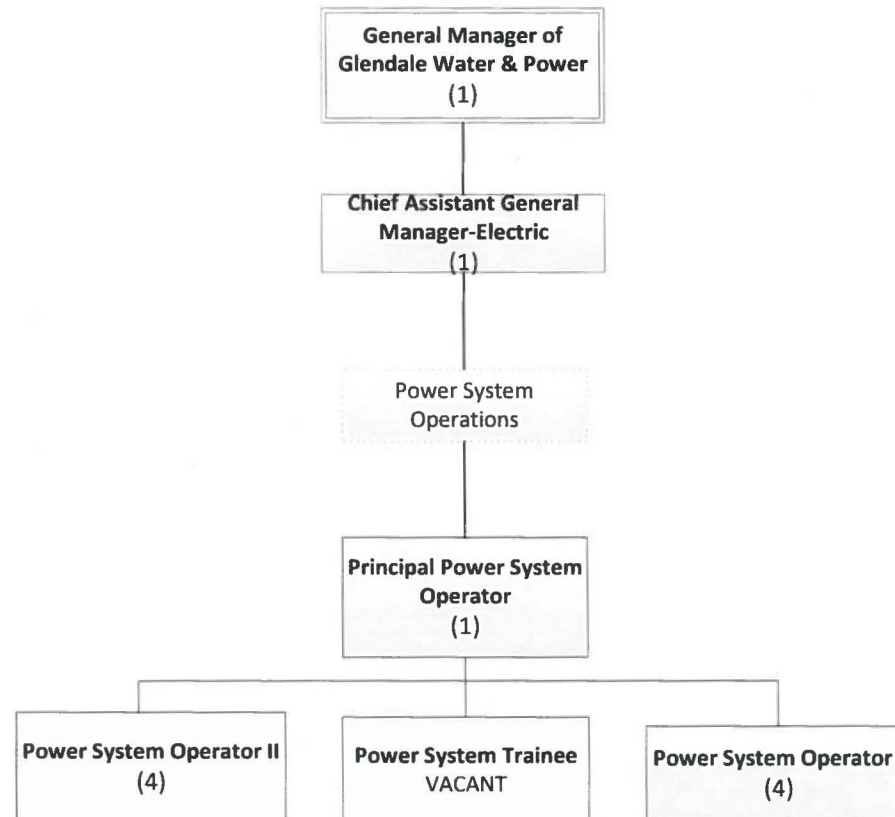 General Manager of
Glendale Water & Power
(1)
Chief Assistant General
Manager-Electric
(1)
Power System
Operations
Principal Power System
Operator
(1)
Power System Operator II
(4)
Power System Trainee
VACANT
Power System Operator
(4)